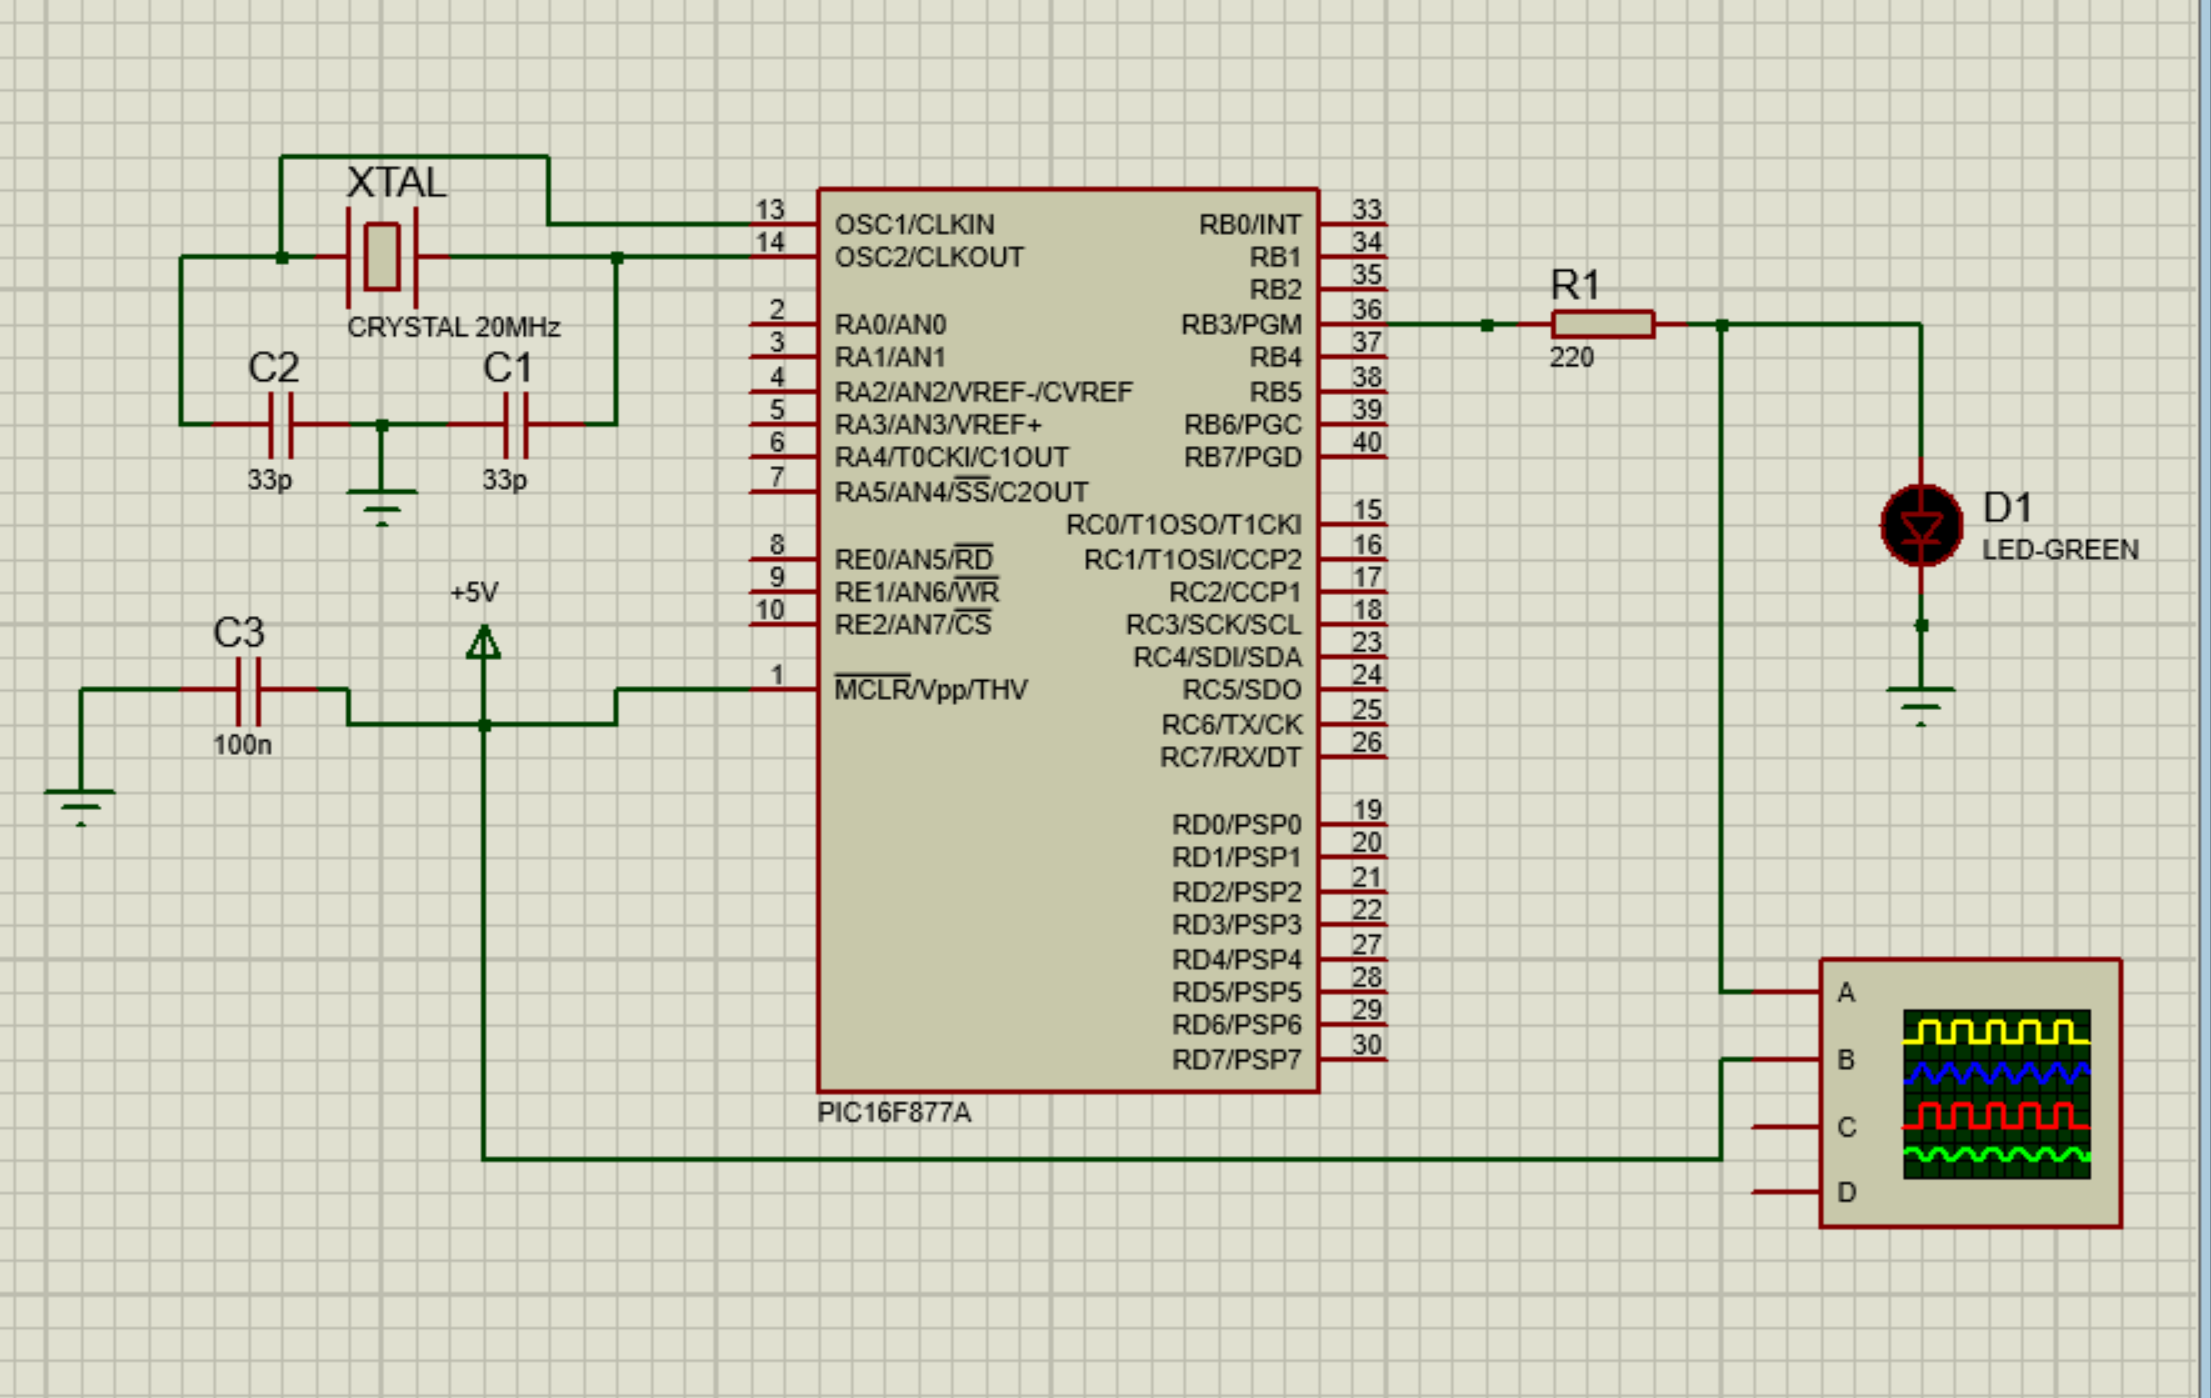 XTAL
CRYSTAL 20MHz
C2
33p
C1
33p
+5V
C3
100n
13
14
2
3
4
5
6
7
8
9
10
1
OSC1/CLKIN
OSC2/CLKOUT
RA0/AN0
RA1/AN1
RA2/AN2/VREF-/CVREF
RA3/AN3/VREF+
RA4/T0CKI/C1OUT
RA5/AN4/SS/C2OUT
RE0/AN5/RD
RE1/AN6/WR
RE2/AN7/CS
MCLR/Vpp/THV
RB0/INT
RB1
RB2
RB3/PGM
RB4
RB5
RB6/PGC
RB7/PGD
RC0/T1OSO/T1CKI
RC1/T1OSI/CCP2
RC2/CCP1
RC3/SCK/SCL
RC4/SDI/SDA
RC5/SDO
RC6/TX/CK
RC7/RX/DT
RD0/PSP0
RD1/PSP1
RD2/PSP2
RD3/PSP3
RD4/PSP4
RD5/PSP5
RD6/PSP6
RD7/PSP7
33
34
35
36
37
38
39
40
15
16
17
18
23
24
25
26
19
20
21
22
27
28
29
30
PIC16F877A
R1
220
D1
LED-GREEN
A
B
C
D